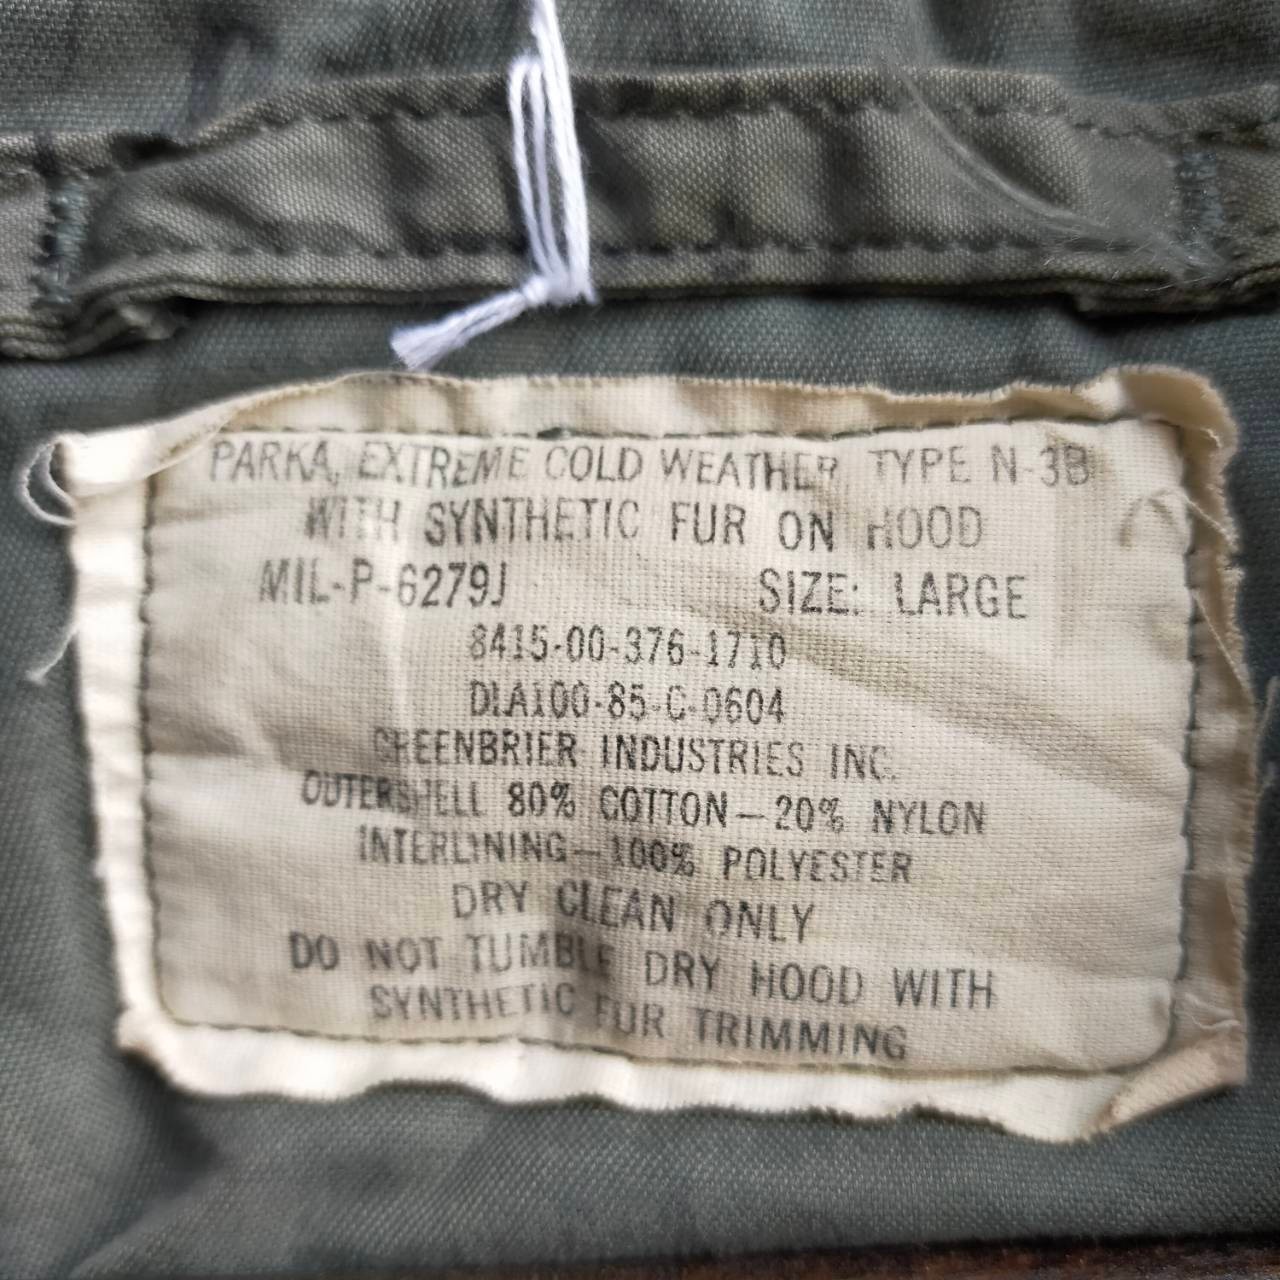 PARKA, EXTREME COLD WEATHER TYPE N-3B
WITH SYNTHETIC FUR ON HOOD
MIL-P-6279J SIZE: LARGE
8415-00-376-1710
DLA100-85-C-0604
GREENBRIER INDUSTRIES INC.
OUTERSHELL 80% COTTON—20% NYLON
INTERLINING—100% POLYESTER
DRY CLEAN ONLY
DO NOT TUMBLE DRY HOOD WITH
SYNTHETIC FUR TRIMMING